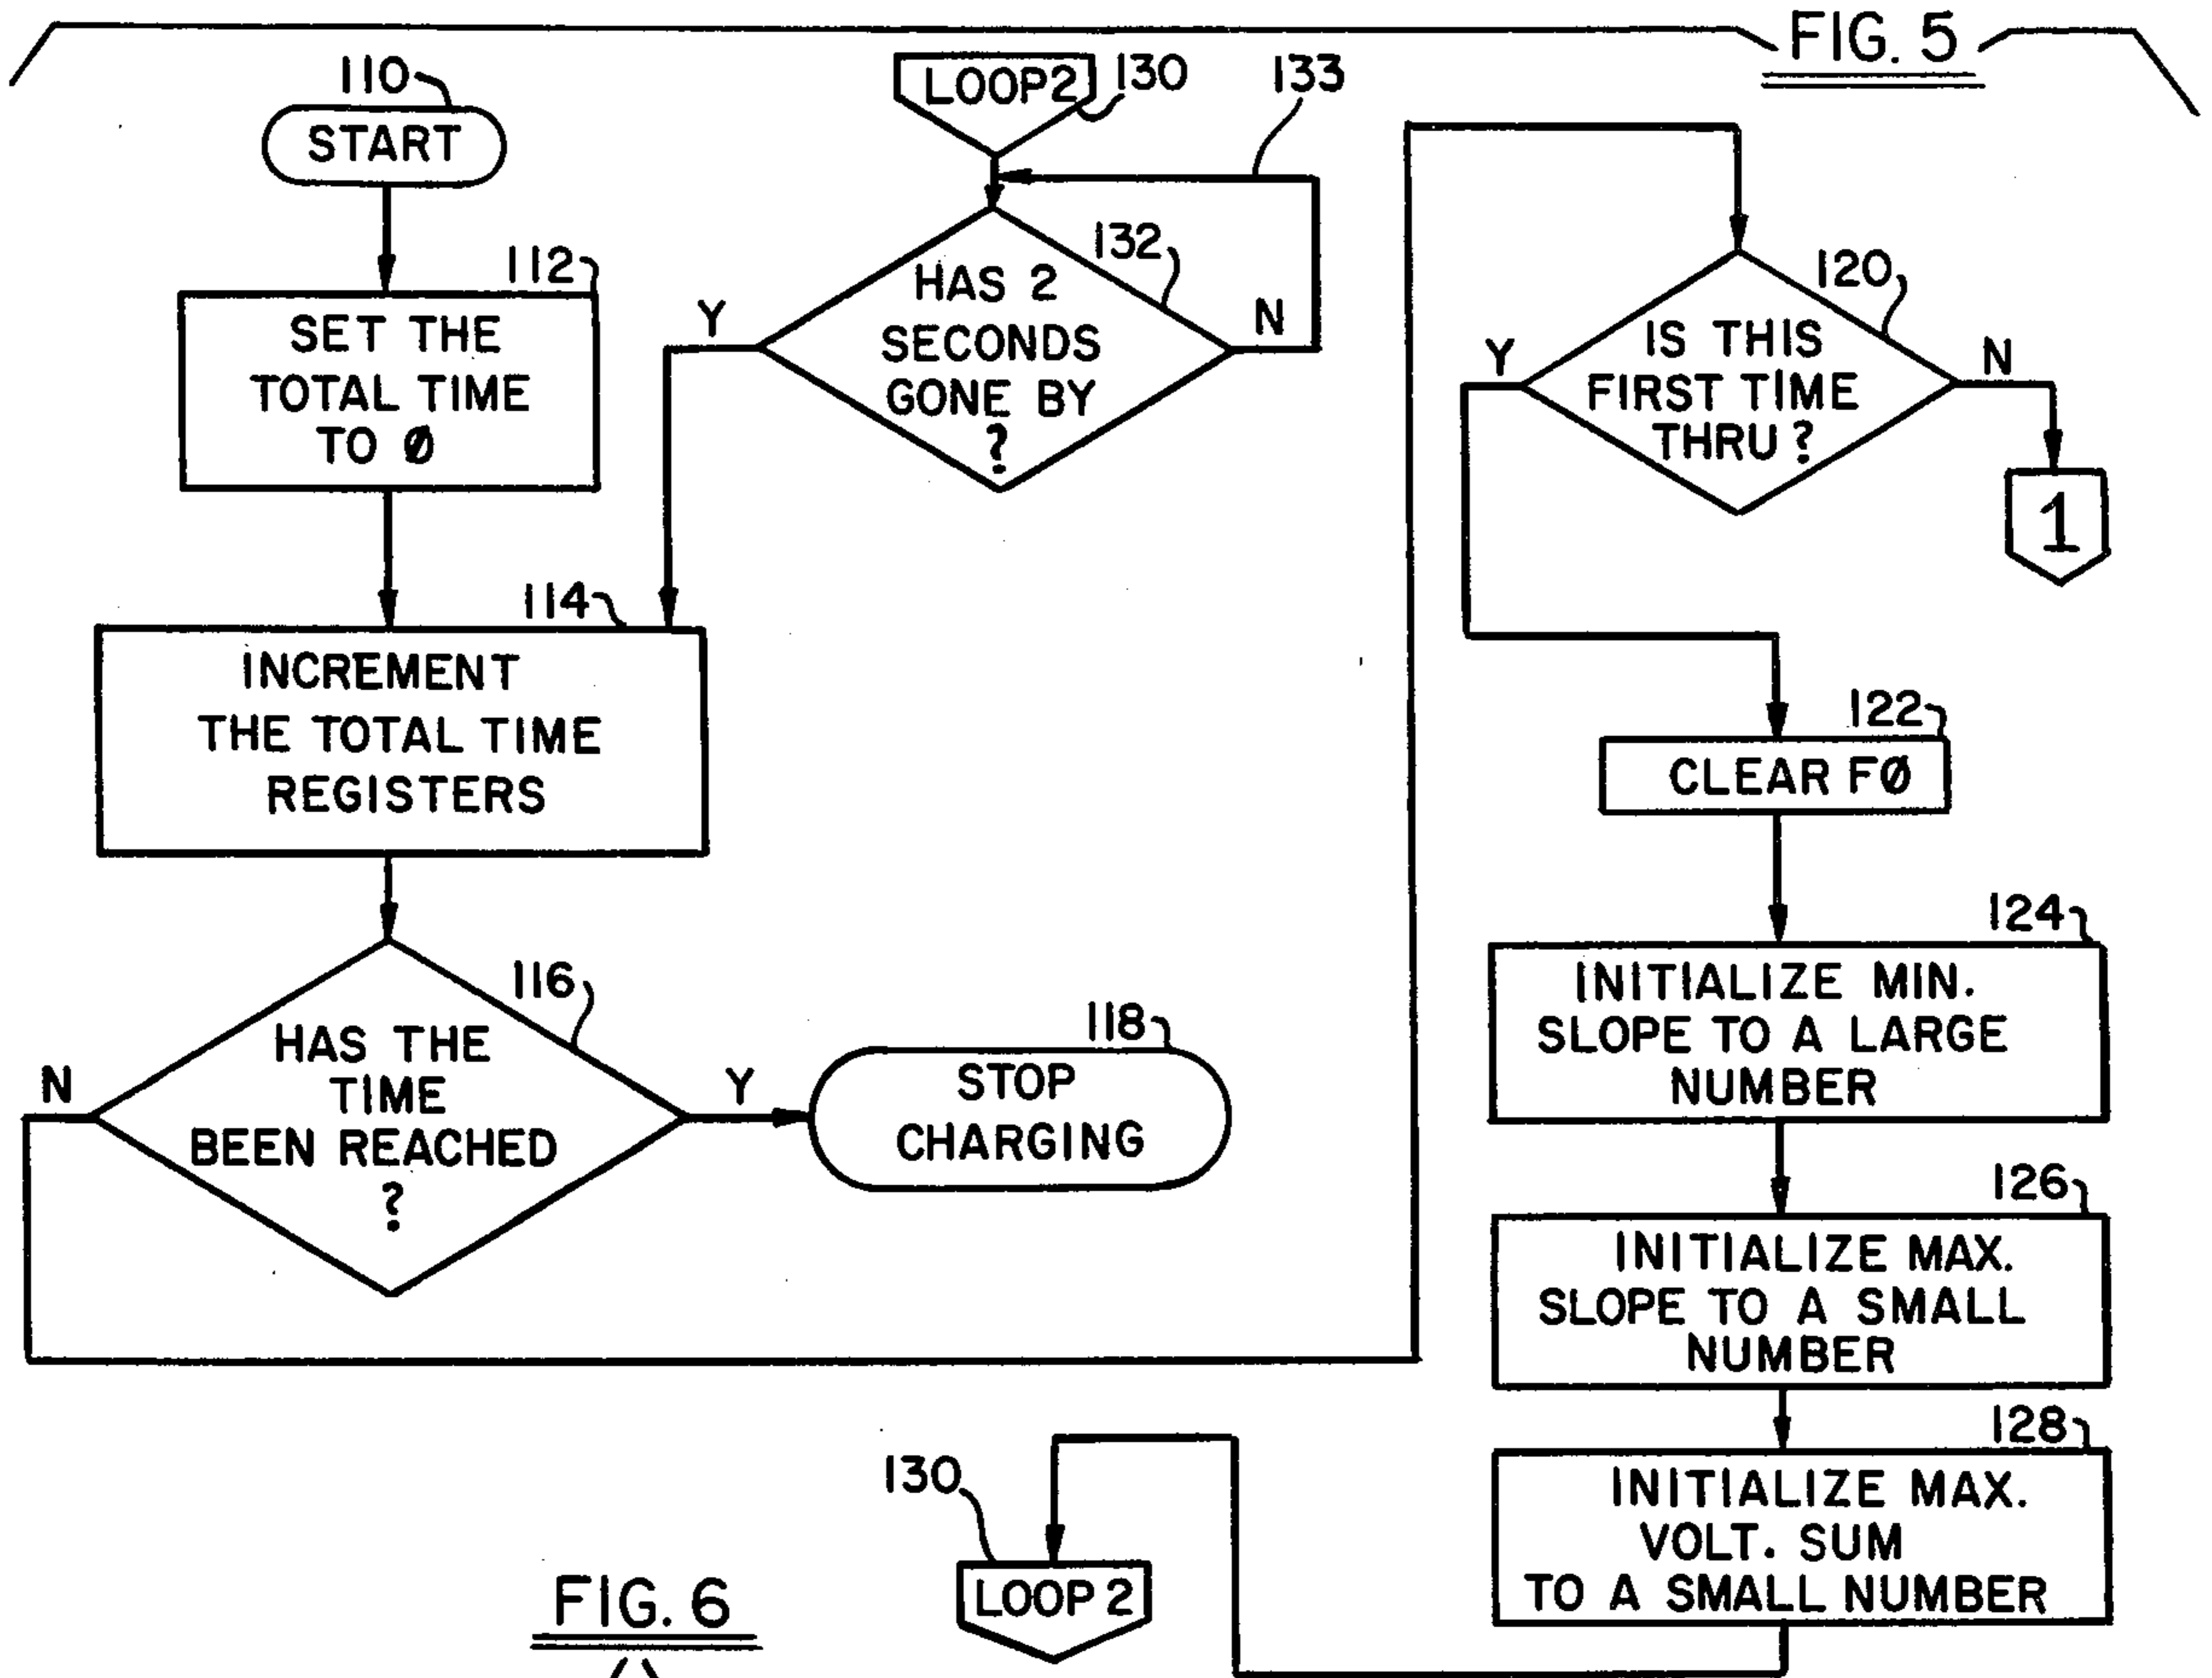 FIG. 5
110
START
112
SET THE
TOTAL TIME
TO Ø
114
INCREMENT
THE TOTAL TIME
REGISTERS
116
HAS THE
TIME
BEEN REACHED
?
N
Y
118
STOP
CHARGING
LOOP2
130
133
132
HAS 2
SECONDS
GONE BY
?
Y
N
120
IS THIS
FIRST TIME
THRU?
Y
N
1
122
CLEAR FØ
124
INITIALIZE MIN.
SLOPE TO A LARGE
NUMBER
126
INITIALIZE MAX.
SLOPE TO A SMALL
NUMBER
128
INITIALIZE MAX.
VOLT. SUM
TO A SMALL NUMBER
130
LOOP 2
FIG. 6